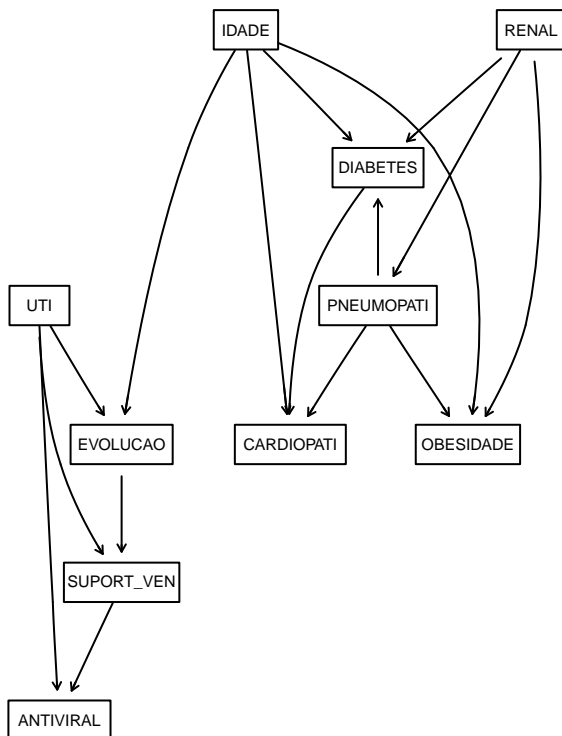 IDADE
RENAL
DIABETES
UTI
PNEUMOPATI
EVOLUCAO
CARDIOPATI
OBESIDADE
SUPORT_VEN
ANTIVIRAL